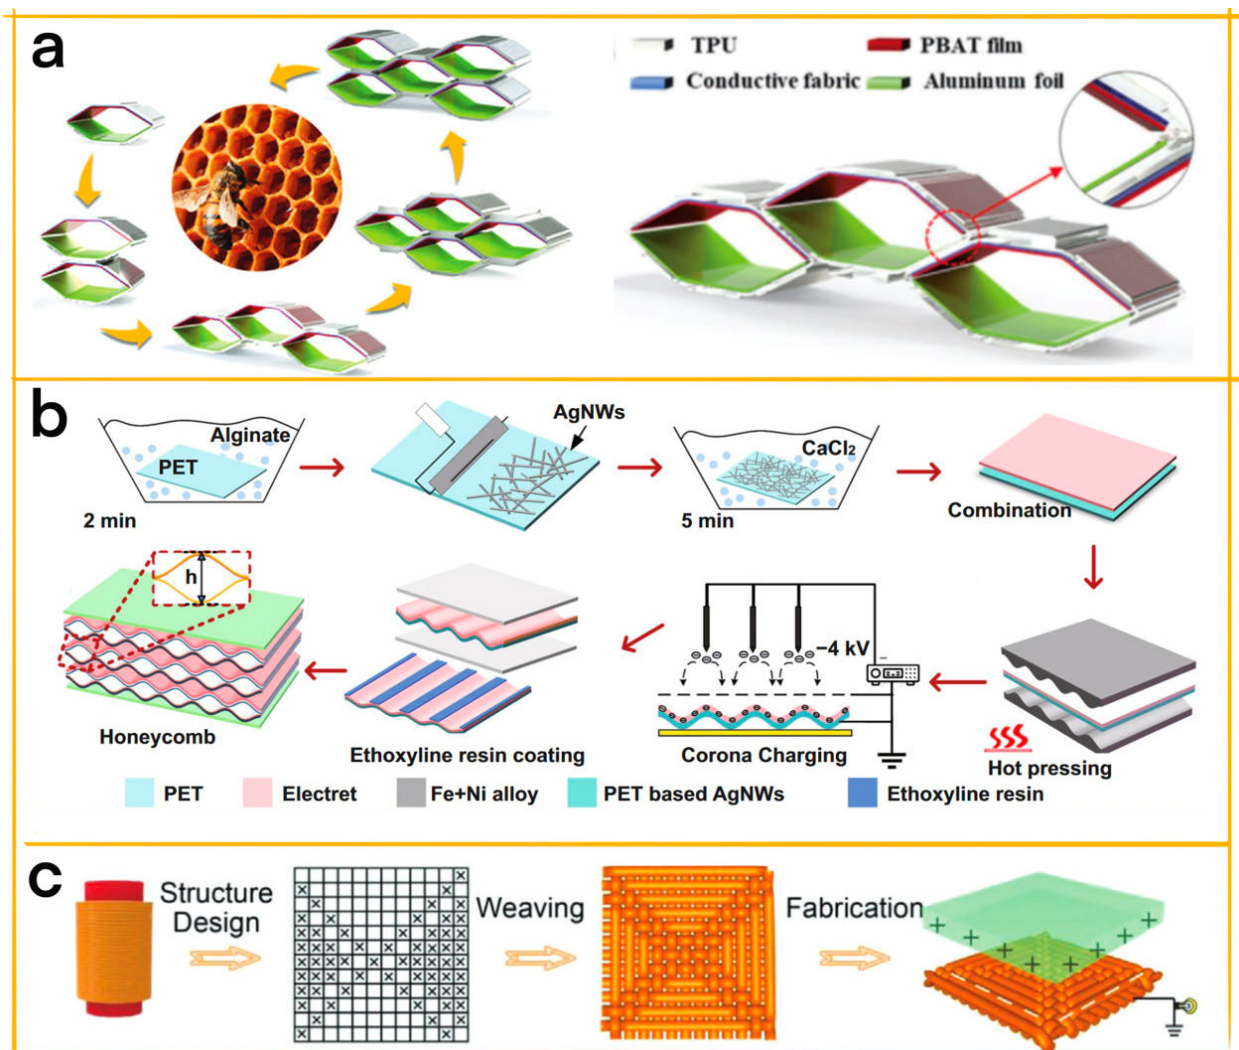 a
TPU
PBAT film
Conductive fabric
Aluminum foil
b
Alginate
PET
2 min
AgNWs
CaCl₂
5 min
Combination
h
Honeycomb
Ethoxyline resin coating
−4 kV
Corona Charging
Hot pressing
PET
Electret
Fe+Ni alloy
PET based AgNWs
Ethoxyline resin
c
Structure
Design
Weaving
Fabrication